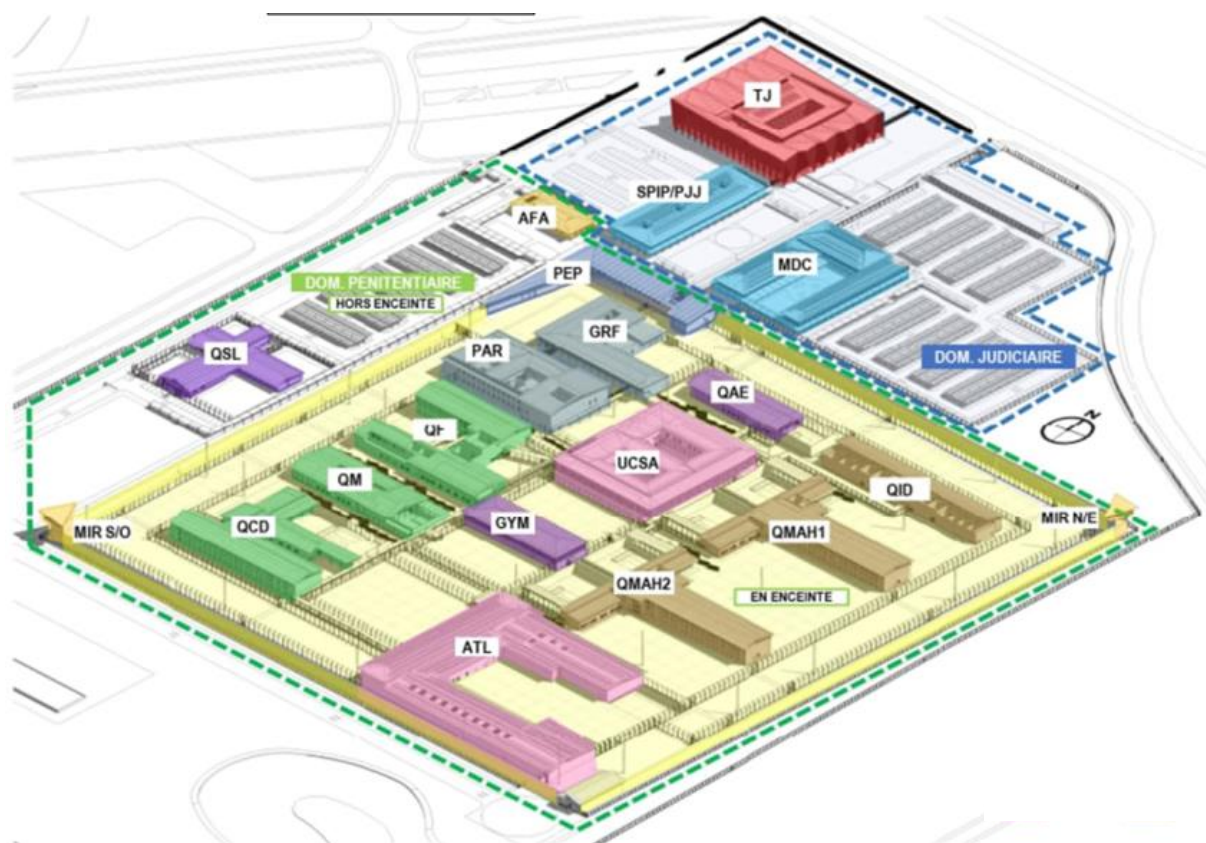 TJ
SPIP/PJJ
AFA
MDC
PEP
DOM. PENITENTIAIRE
HORS ENCEINTE
GRF
QSL
PAR
DOM. JUDICIAIRE
QAE
N
QF
UCSA
QM
QID
MIR N/E
QCD
GYM
MIR S/O
QMAH1
QMAH2
EN ENCEINTE
ATL